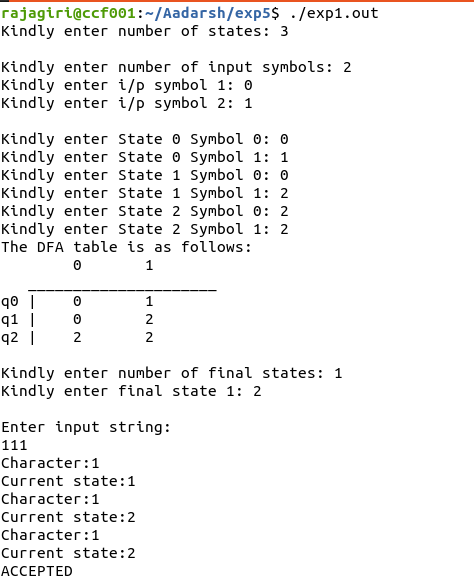 rajagiri@ccf001:~/Aadarsh/exp5$ ./exp1.out
Kindly enter number of states: 3
Kindly enter number of input symbols: 2
Kindly enter i/p symbol 1: 0
Kindly enter i/p symbol 2: 1
Kindly enter State 0 Symbol 0: 0
Kindly enter State 0 Symbol 1: 1
Kindly enter State 1 Symbol 0: 0
Kindly enter State 1 Symbol 1: 2
Kindly enter State 2 Symbol 0: 2
Kindly enter State 2 Symbol 1: 2
The DFA table is as follows:
        0       1
   _____________________
q0 |    0       1
q1 |    0       2
q2 |    2       2
Kindly enter number of final states: 1
Kindly enter final state 1: 2
Enter input string:
111
Character:1
Current state:1
Character:1
Current state:2
Character:1
Current state:2
ACCEPTED